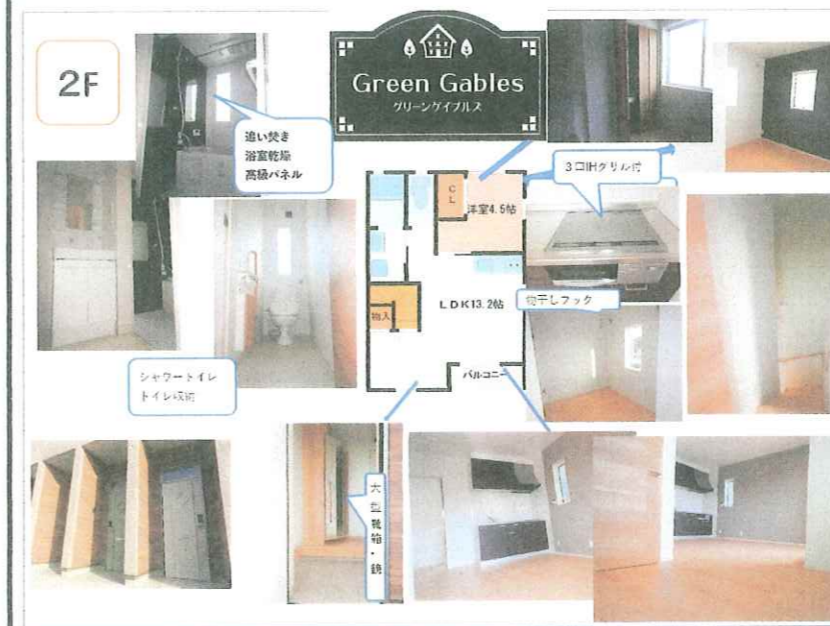 2F
Green Gables
グリーンゲイブルス
追い焚き
浴室乾燥
高級パネル
3口IHグリル付
CL
洋室4.5帖
LDK13.2帖
物入
物干しフック
バルコニー
シャワートイレ
トイレ収納
大型靴箱・鏡